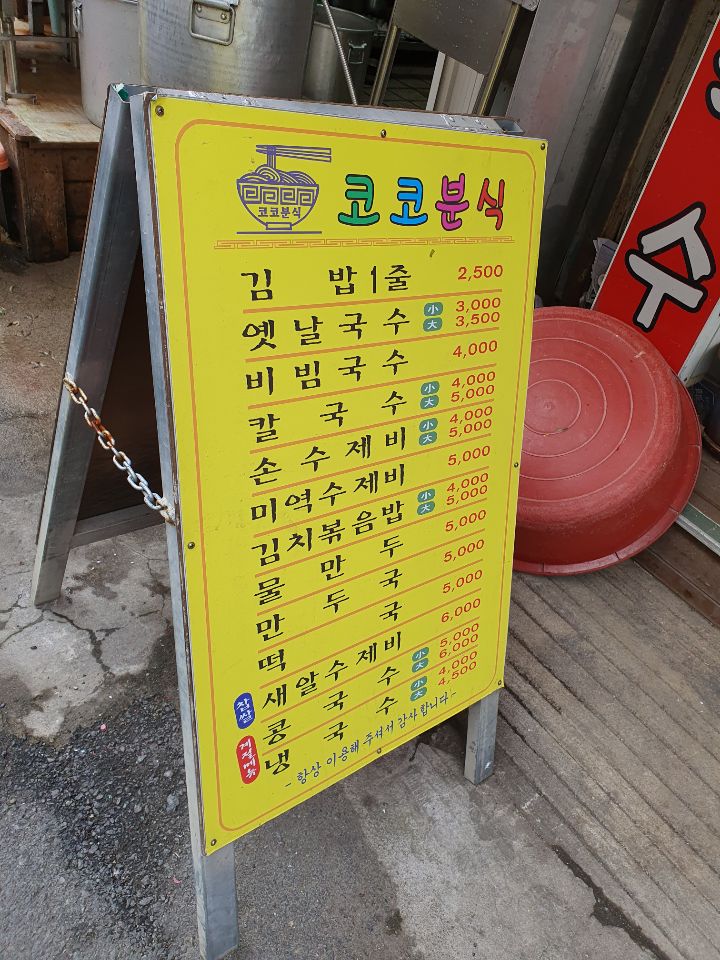 코코분식
코코분식
김 밥 1줄 2,500
옛날국수 小 3,000
大 3,500
비빔국수 4,000
칼국수 小 4,000
大 5,000
손수제비 小 4,000
大 5,000
미역수제비 5,000
김치볶음밥 小 4,000
大 5,000
물만두 5,000
만두국 5,000
떡국 5,000
찹쌀 새알수제비 6,000
계절메뉴 콩국수 小 5,000
大 6,000
냉국수 小 4,000
大 4,500
- 항상 이용해 주셔서 감사합니다 -
수